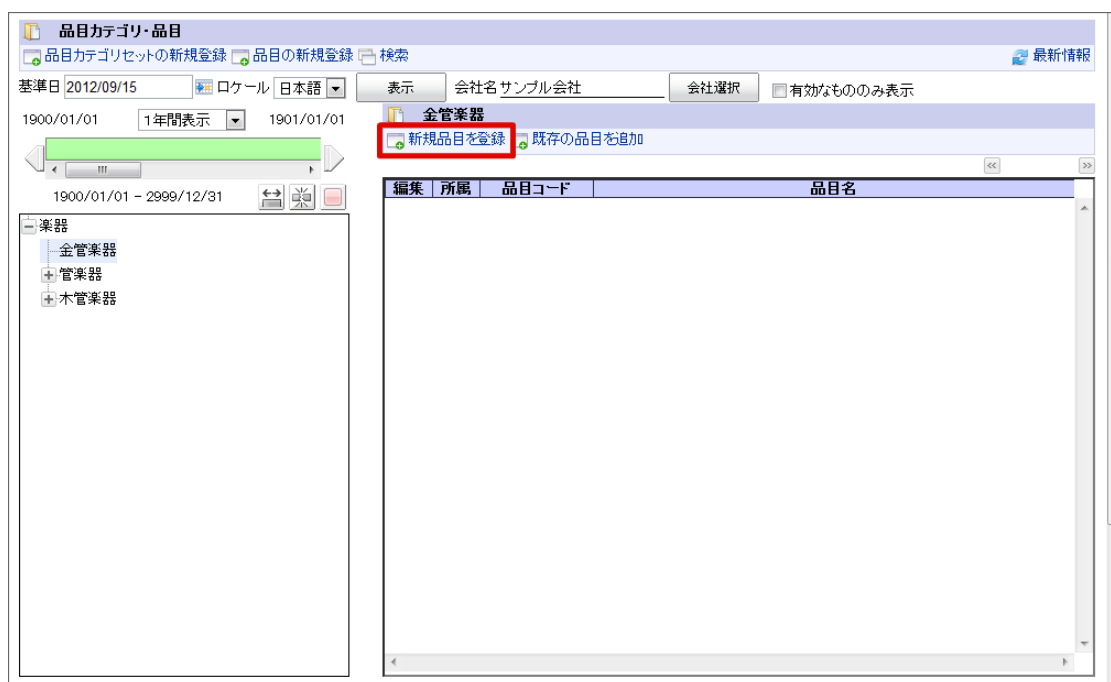 品目カテゴリ・品目
品目カテゴリセットの新規登録 品目の新規登録 検索 最新情報
基準日 2012/09/15 ロケール 日本語 表示 会社名 サンプル会社 会社選択 有効なもののみ表示
1900/01/01 1年間表示 1901/01/01
1900/01/01 - 2999/12/31
楽器
金管楽器
管楽器
木管楽器
金管楽器
新規品目を登録 既存の品目を追加
<< >>
編集 所属 品目コード 品目名